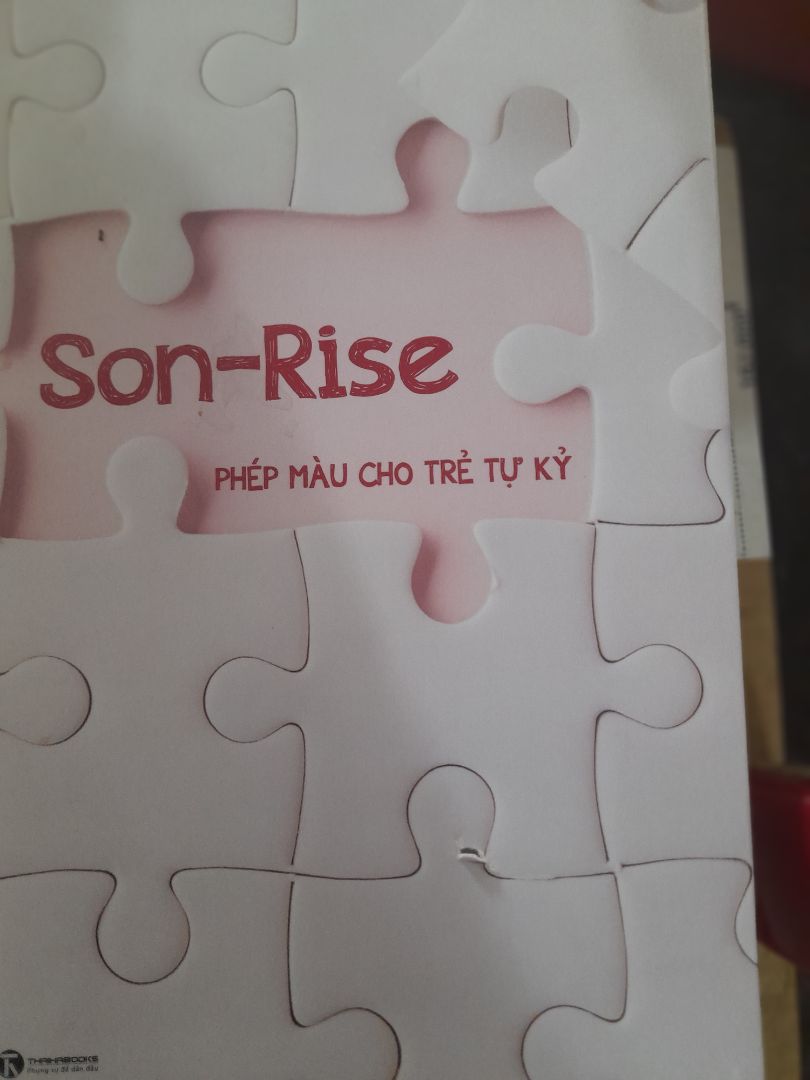 Son-Rise
PHÉP MÀU CHO TRẺ TỰ KỶ
THAIHABOOKS